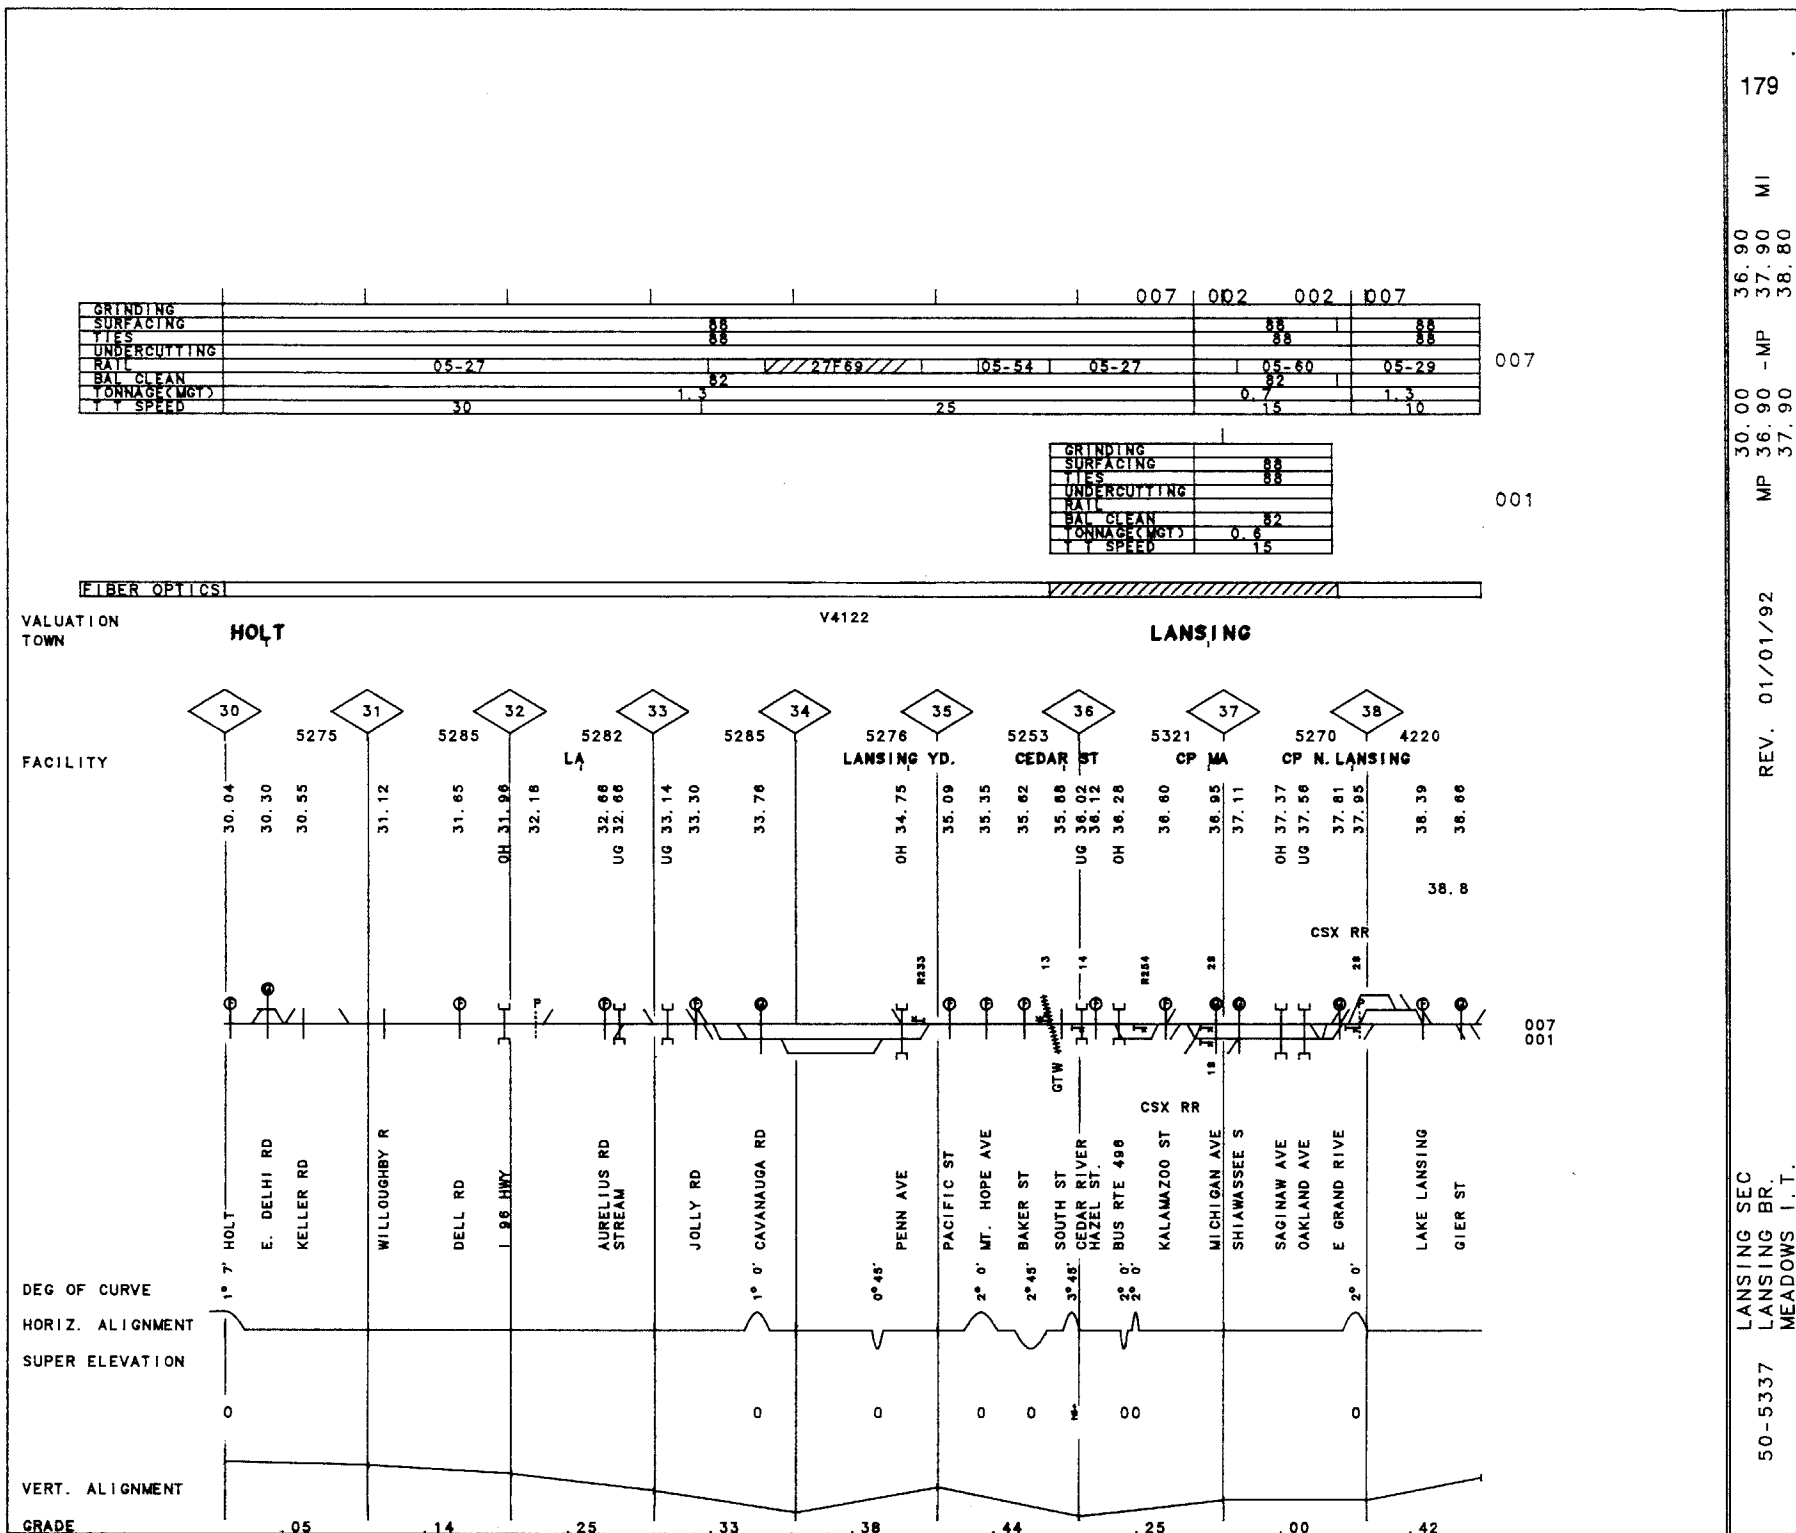 179
MI
36.90
37.90
38.80
30.00 -MP
MP 36.90
37.90
REV. 01/01/92
LANSING SEC
LANSING BR.
MEADOWS I.T.
50-5337
007 002 002 007
GRINDING
SURFACING 88 88 88
TIES 88 88 88
UNDERCUTTING
RAIL 05-27 27F69 05-54 05-27 05-60 05-29
BAL CLEAN 82 82
TONNAGE(MGT) 1.3 0.7 1.3
T T SPEED 30 25 15 10
007
GRINDING
SURFACING 88
TIES 88
UNDERCUTTING
RAIL
BAL CLEAN 82
TONNAGE(MGT) 0.6
T T SPEED 15
001
FIBER OPTICS
VALUATION V4122
TOWN HOLT LANSING
30 31 32 33 34 35 36 37 38
5275 5285 5282 5285 5276 5253 5321 5270 4220
FACILITY LA LANSING YD. CEDAR ST CP MA CP N. LANSING
30.04 30.30 30.55 31.12 31.65 OH 31.96 32.18 32.68 UG 32.68 UG 33.14 33.30 33.76 OH 34.75 35.09 35.35 35.62 35.88 UG 36.02 36.12 OH 36.28 36.60 36.95 37.11 OH 37.37 UG 37.56 37.81 37.95 38.39 38.66
38.8
CSX RR
R233 13 14 R254 28 28
P P
007
001
GTW 18
CSX RR
HOLT
E. DELHI RD
KELLER RD
WILLOUGHBY R
DELL RD
I 96 HWY
AURELIUS RD
STREAM
JOLLY RD
CAVANAUGA RD
PENN AVE
PACIFIC ST
MT. HOPE AVE
BAKER ST
SOUTH ST
CEDAR RIVER
HAZEL ST.
BUS RTE 496
KALAMAZOO ST
MICHIGAN AVE
SHIAWASSEE S
SAGINAW AVE
OAKLAND AVE
E GRAND RIVE
LAKE LANSING
GIER ST
DEG OF CURVE 1° 7' 1° 0' 0° 45' 2° 0' 2° 45' 3° 45' 2° 0' 2° 0' 2° 0'
HORIZ. ALIGNMENT
SUPER ELEVATION
0 0 0 0 0 00 0
VERT. ALIGNMENT
GRADE .05 .14 .25 .33 .38 .44 .25 .00 .42